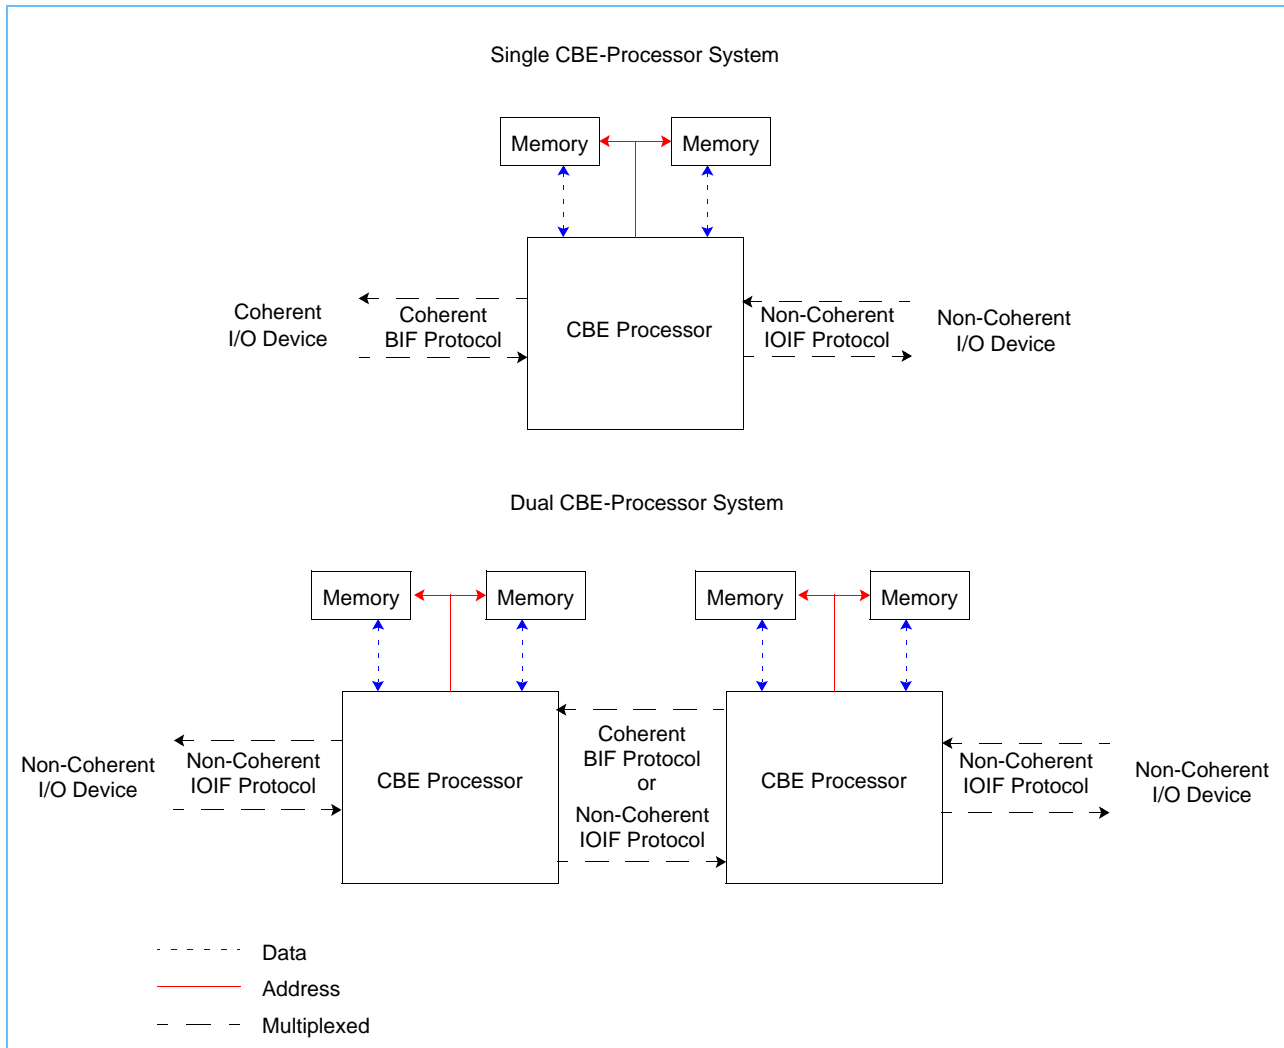 Single CBE-Processor System
Memory
Memory
Coherent
I/O Device
Coherent
BIF Protocol
CBE Processor
Non-Coherent
IOIF Protocol
Non-Coherent
I/O Device
Dual CBE-Processor System
Memory
Memory
Memory
Memory
Non-Coherent
I/O Device
Non-Coherent
IOIF Protocol
CBE Processor
Coherent
BIF Protocol
or
Non-Coherent
IOIF Protocol
CBE Processor
Non-Coherent
IOIF Protocol
Non-Coherent
I/O Device
Data
Address
Multiplexed